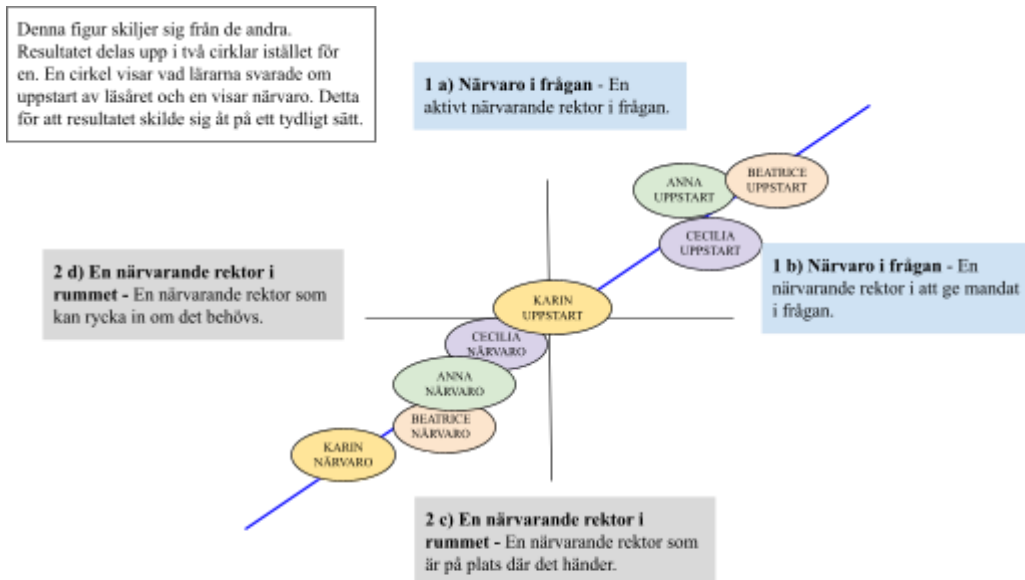 Denna figur skiljer sig från de andra.
Resultatet delas upp i två cirklar istället för
en. En cirkel visar vad lärarna svarade om
uppstart av läsåret och en visar närvaro. Detta
för att resultatet skilde sig åt på ett tydligt sätt.
1 a) Närvaro i frågan - En
aktivt närvarande rektor i frågan.
ANNA
UPPSTART
BEATRICE
UPPSTART
CECILIA
UPPSTART
2 d) En närvarande rektor i
rummet - En närvarande rektor som
kan rycka in om det behövs.
1 b) Närvaro i frågan - En
närvarande rektor i att ge mandat
i frågan.
KARIN
UPPSTART
CECILIA
NÄRVARO
ANNA
NÄRVARO
BEATRICE
NÄRVARO
KARIN
NÄRVARO
2 c) En närvarande rektor i
rummet - En närvarande rektor som
är på plats där det händer.